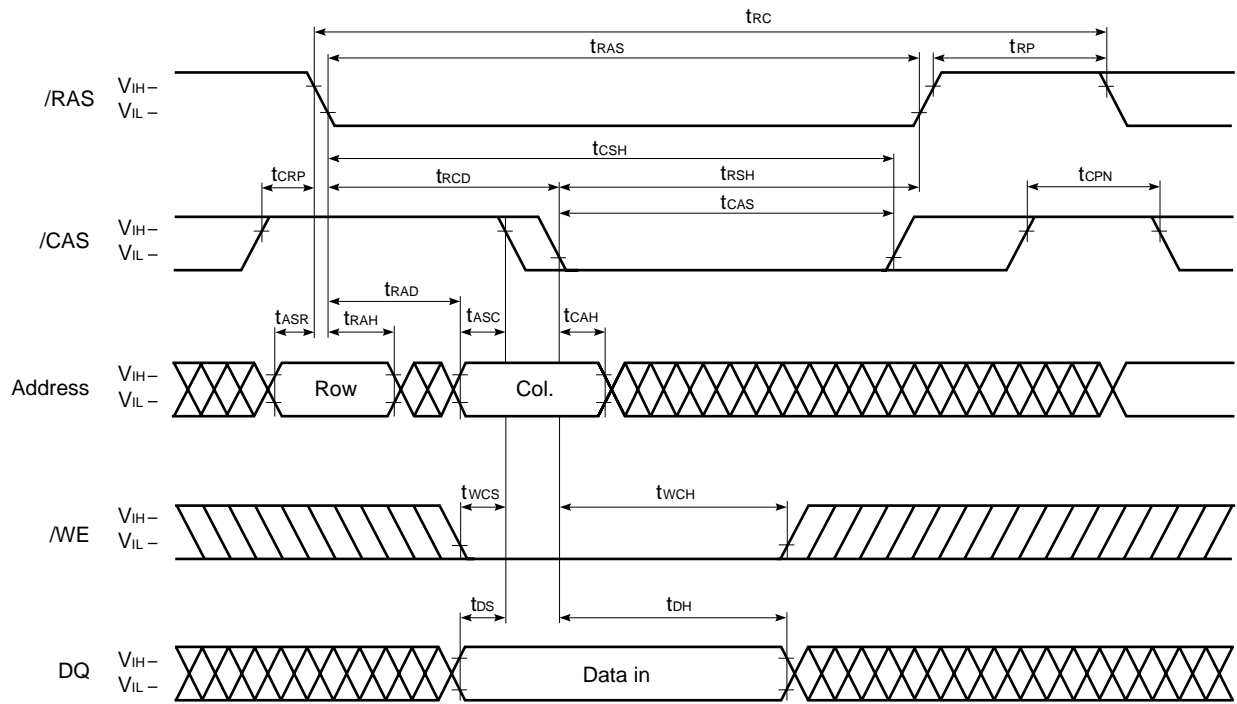 tRC
tRAS
tRP
/RAS
VIH –
VIL –
tCSH
tCRP
tRCD
tRSH
tCPN
tCAS
/CAS
VIH –
VIL –
tRAD
tASR
tRAH
tASC
tCAH
Address
VIH –
VIL –
Row
Col.
tWCS
tWCH
/WE
VIH –
VIL –
tDS
tDH
DQ
VIH –
VIL –
Data in